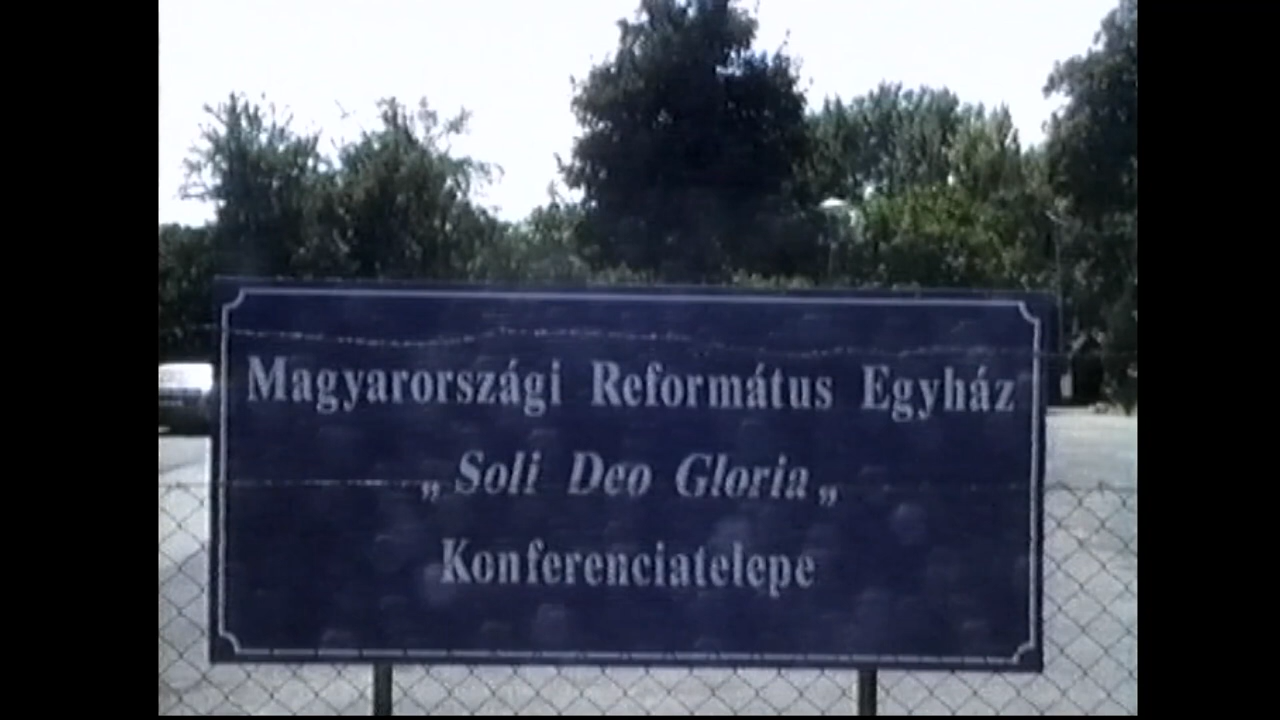 Magyarországi Református Egyház
„Soli Deo Gloria„
Konferenciatelepe